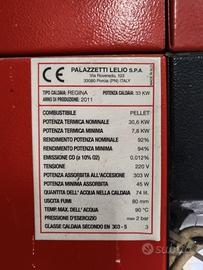 CE
PALAZZETTI LELIO S.P.A.
Via Roveredo, 103
33080 Porcia (PN) ITALY
TIPO CALDAIA: REGINA POTENZA CALDAIA: 33 KW
ANNO DI PRODUZIONE: 2011
COMBUSTIBILE PELLET
POTENZA TERMICA NOMINALE 30,6 KW
POTENZA TERMICA MINIMA 7,6 KW
RENDIMENTO POTENZA NOMINALE 92%
RENDIMENTO POTENZA MINIMA 94%
EMISSIONE CO (a 10% O2) 0,012%
TENSIONE 220 V
POTENZA ASSORBITA ALL'ACCENSIONE 303 W
POTENZA MINIMA ASSORBITA 45 W
QUANTITA' D'ACQUA NELLA CALDAIA 74 lt.
USCITA FUMI 80 mm
TEMP. MAX. DELL' ACQUA 90 °C
PRESSIONE D'ESERCIZIO max 2 bar
CLASSE CALDAIA SECONDO EN 303 - 5 3
Subito